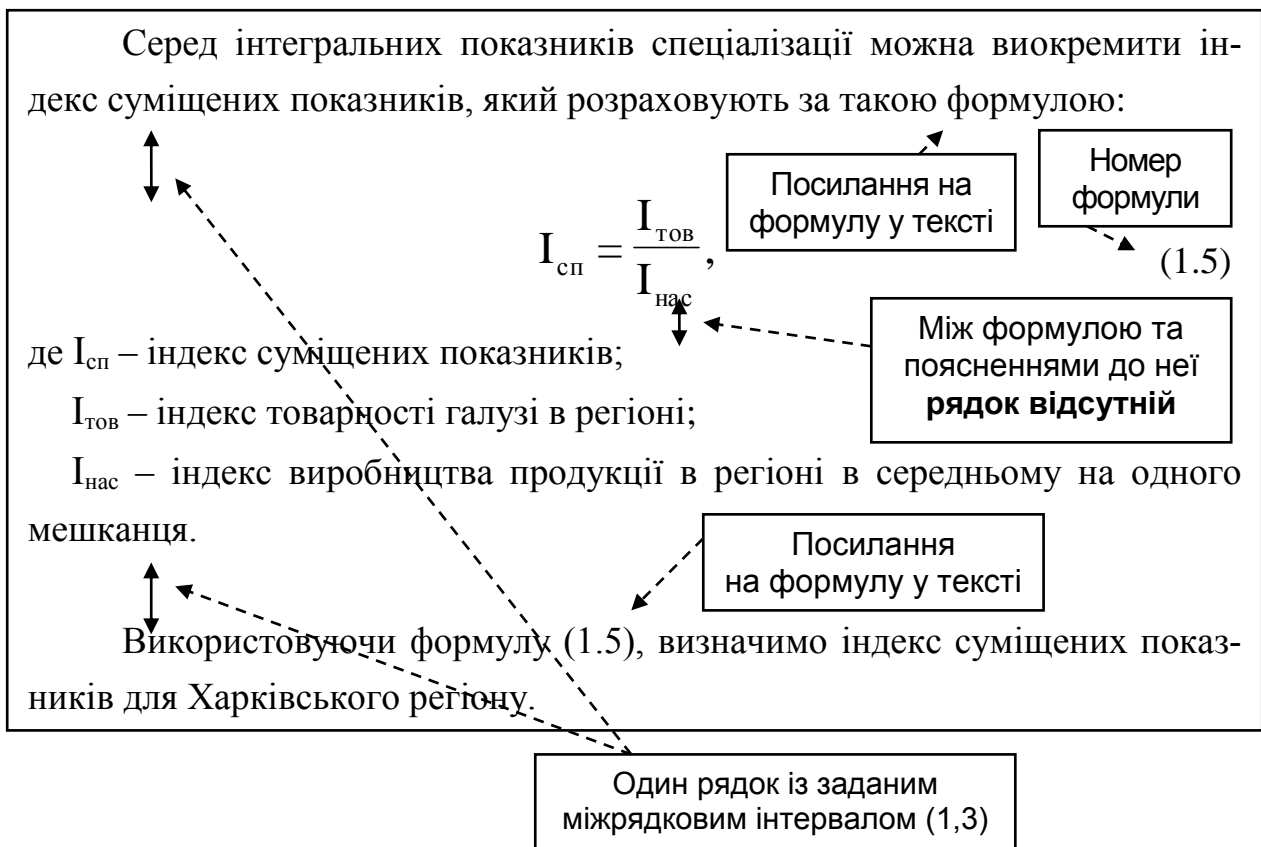 Серед інтегральних показників спеціалізації можна виокремити ін-
декс суміщених показників, який розраховують за такою формулою:
Посилання на
формулу у тексті
Номер
формули
I сп = I тов / I нас ,
(1.5)
Між формулою та
поясненнями до неї
рядок відсутній
де Iсп – індекс суміщених показників;
Iтов – індекс товарності галузі в регіоні;
Iнас – індекс виробництва продукції в регіоні в середньому на одного
мешканця.
Посилання
на формулу у тексті
Використовуючи формулу (1.5), визначимо індекс суміщених показ-
ників для Харківського регіону.
Один рядок із заданим
міжрядковим інтервалом (1,3)